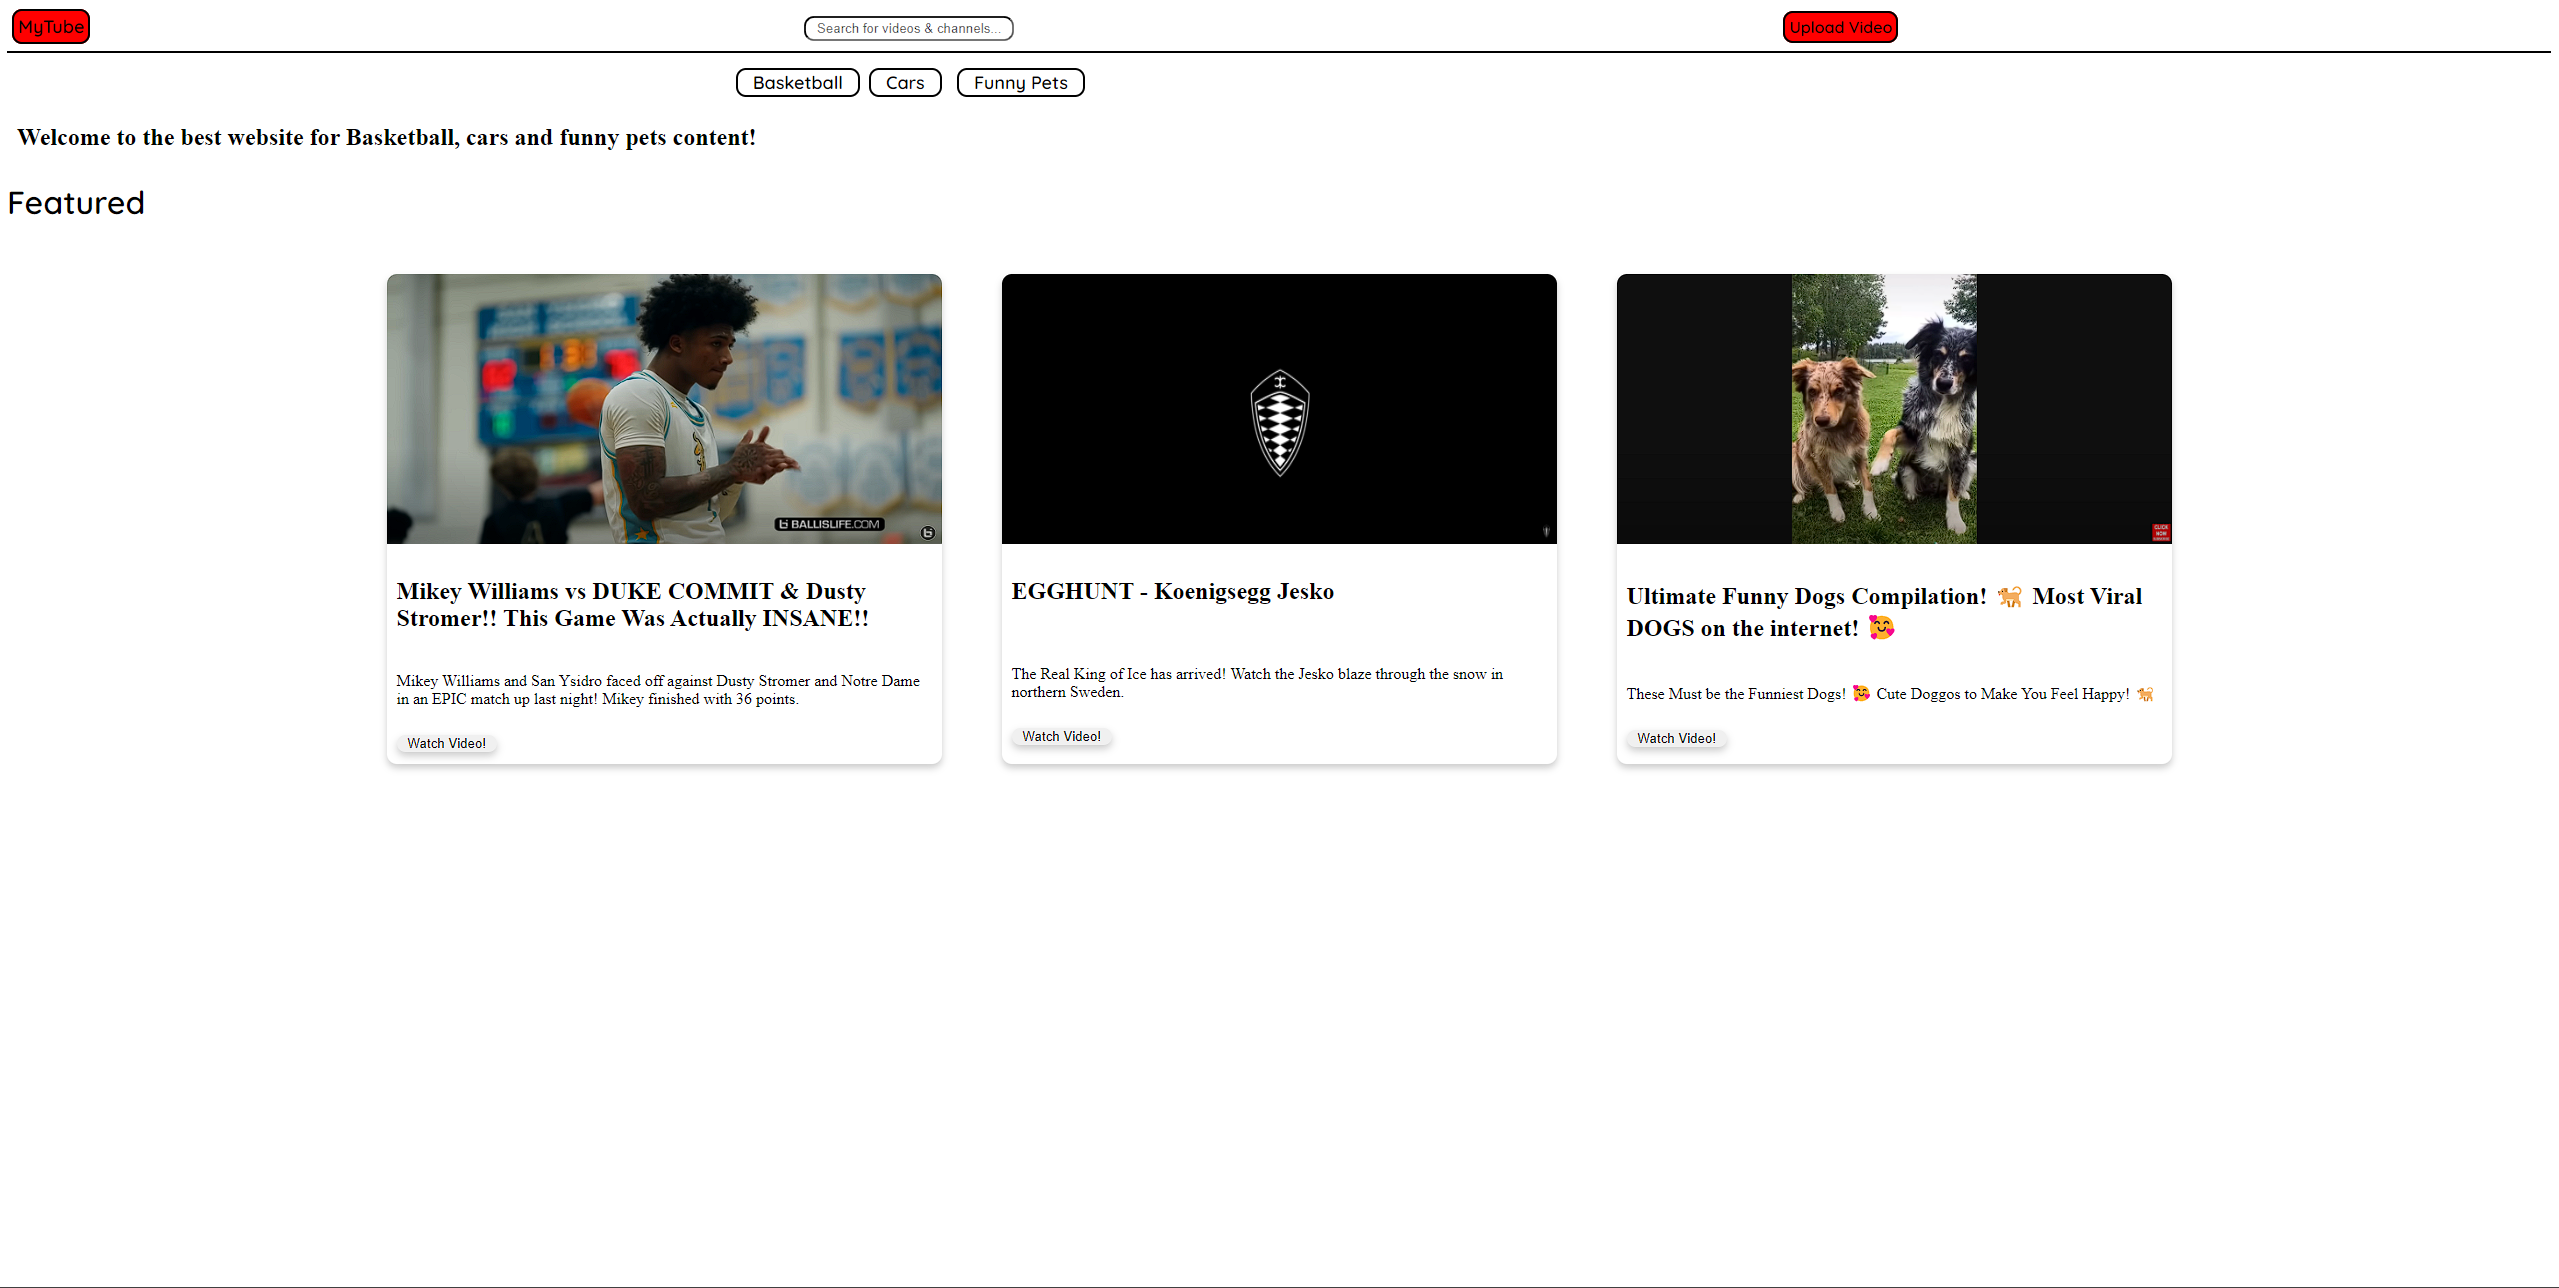 MyTube
Search for videos & channels...
Upload Video
Basketball
Cars
Funny Pets
Welcome to the best website for Basketball, cars and funny pets content!
Featured
BALLISLIFE.COM
CLICK
NOW
Mikey Williams vs DUKE COMMIT & Dusty
Stromer!! This Game Was Actually INSANE!!
Mikey Williams and San Ysidro faced off against Dusty Stromer and Notre Dame
in an EPIC match up last night! Mikey finished with 36 points.
Watch Video!
EGGHUNT - Koenigsegg Jesko
The Real King of Ice has arrived! Watch the Jesko blaze through the snow in
northern Sweden.
Watch Video!
Ultimate Funny Dogs Compilation! 🐕 Most Viral
DOGS on the internet! 🥰
These Must be the Funniest Dogs! 🥰 Cute Doggos to Make You Feel Happy! 🐕
Watch Video!